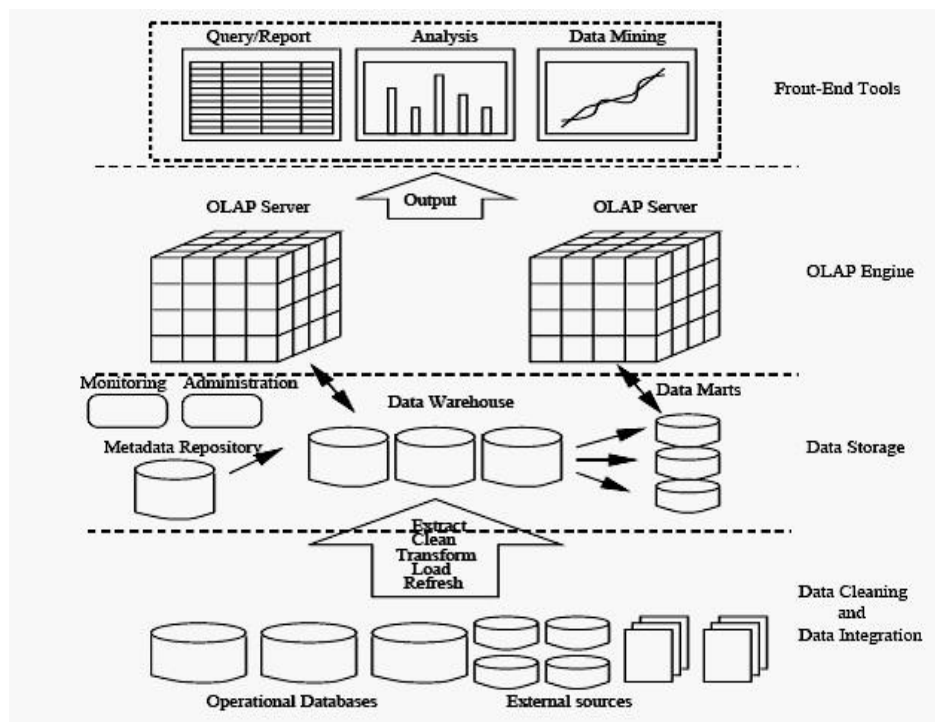 Query/Report
Analysis
Data Mining
Front-End Tools
Output
OLAP Server
OLAP Server
OLAP Engine
Monitoring
Administration
Data Warehouse
Data Marts
Metadata Repository
Data Storage
Extract
Clean
Transform
Load
Refresh
Data Cleaning
and
Data Integration
Operational Databases
External sources